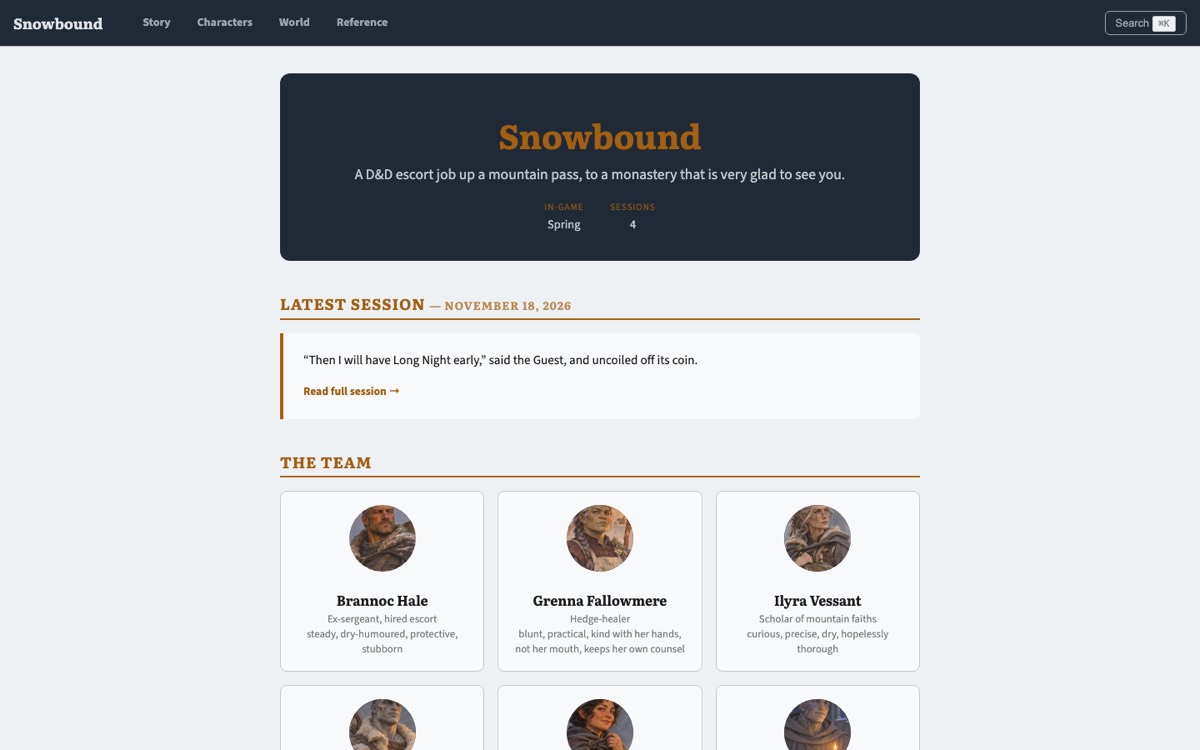 Snowbound
Story
Characters
World
Reference
Search ⌘K
Snowbound
A D&D escort job up a mountain pass, to a monastery that is very glad to see you.
IN-GAME
Spring
SESSIONS
4
LATEST SESSION — NOVEMBER 18, 2026
“Then I will have Long Night early,” said the Guest, and uncoiled off its coin.
Read full session →
THE TEAM
Brannoc Hale
Ex-sergeant, hired escort
steady, dry-humoured, protective,
stubborn
Grenna Fallowmere
Hedge-healer
blunt, practical, kind with her hands,
not her mouth, keeps her own counsel
Ilyra Vessant
Scholar of mountain faiths
curious, precise, dry, hopelessly
thorough